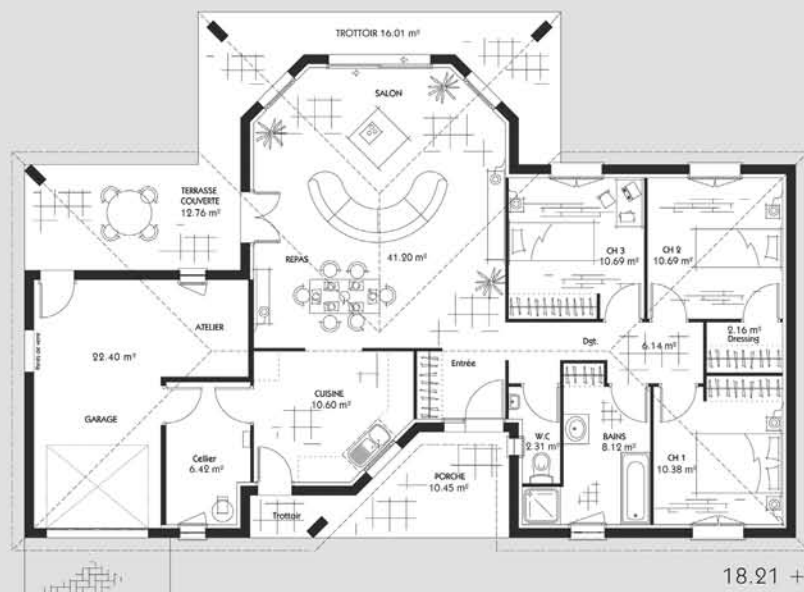 TROTTOIR 16.01 m²
SALON
TERRASSE
COUVERTE
12.76 m²
REPAS
41.20 m²
CH 3
10.69 m²
CH 2
10.69 m²
ATELIER
22.40 m²
2.16 m²
Dressing
Dgt.
6.14 m²
Entrée
CUISINE
10.60 m²
GARAGE
Cellier
6.42 m²
W.C
2.31 m²
BAINS
8.12 m²
CH 1
10.38 m²
PORCHE
10.45 m²
Trottoir
18.21 +